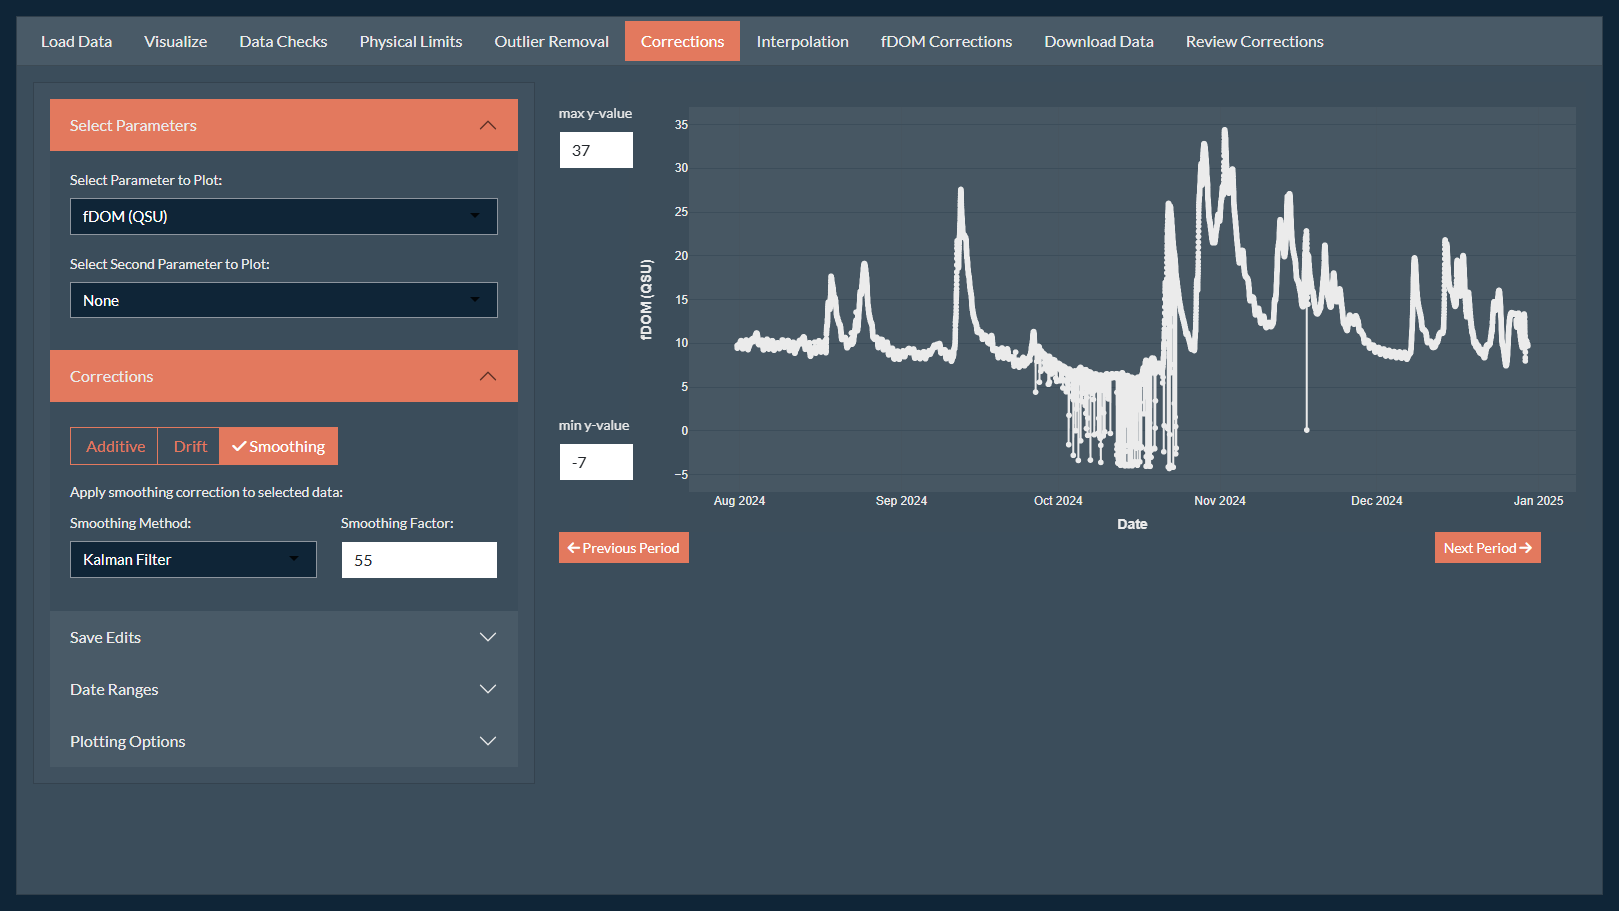 Load Data Visualize Data Checks Physical Limits Outlier Removal Corrections Interpolation fDOM Corrections Download Data Review Corrections
Select Parameters
Select Parameter to Plot:
fDOM (QSU)
Select Second Parameter to Plot:
None
Corrections
Additive Drift Smoothing
Apply smoothing correction to selected data:
Smoothing Method: Smoothing Factor:
Kalman Filter 55
Save Edits
Date Ranges
Plotting Options
max y-value
37
min y-value
-7
fDOM (QSU)
35
30
25
20
15
10
5
0
−5
Aug 2024 Sep 2024 Oct 2024 Nov 2024 Dec 2024 Jan 2025
Date
Previous Period Next Period